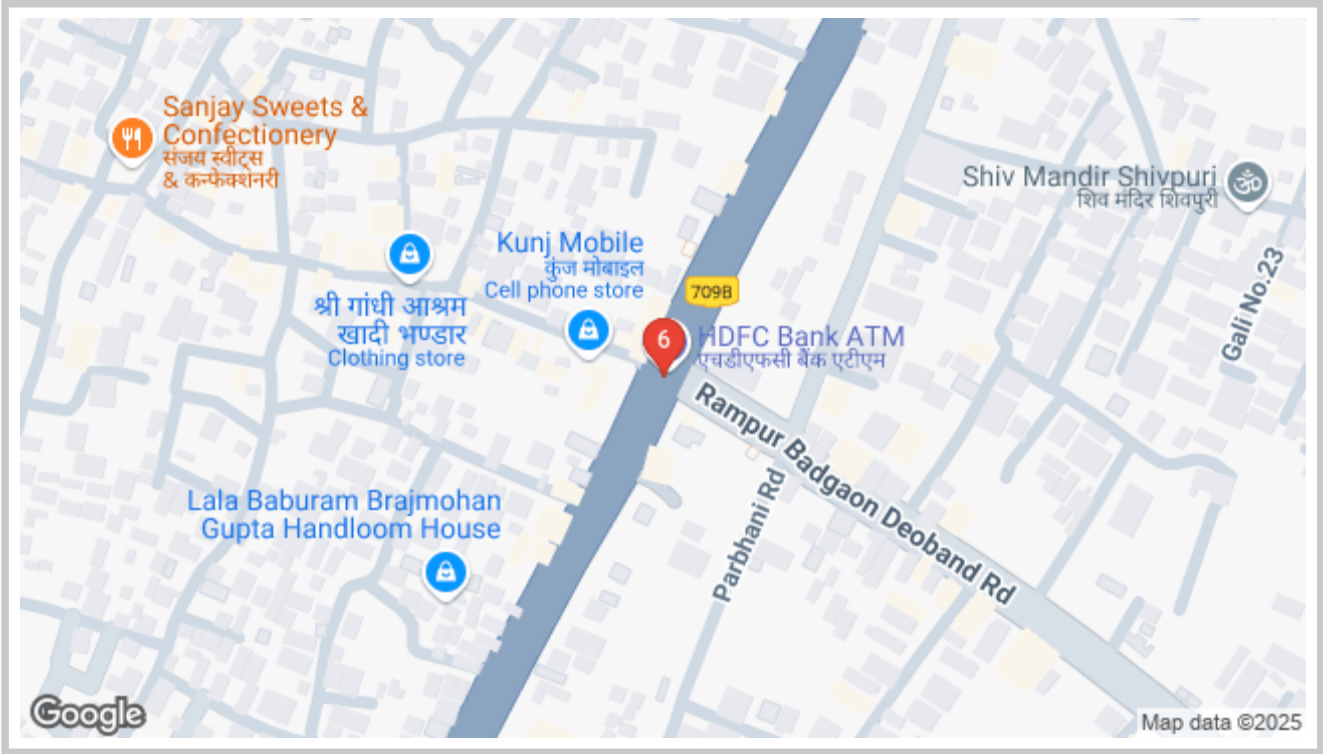 Sanjay Sweets &
Confectionery
संजय स्वीट्स
& कन्फेक्शनरी
Shiv Mandir Shivpuri
शिव मंदिर शिवपुरी
Kunj Mobile
कुंज मोबाइल
Cell phone store
709B
श्री गांधी आश्रम
खादी भण्डार
Clothing store
6
HDFC Bank ATM
एचडीएफसी बैंक एटीएम
Gali No.23
Rampur Badgaon Deoband Rd
Parbhani Rd
Lala Baburam Brajmohan
Gupta Handloom House
Google
Map data ©2025